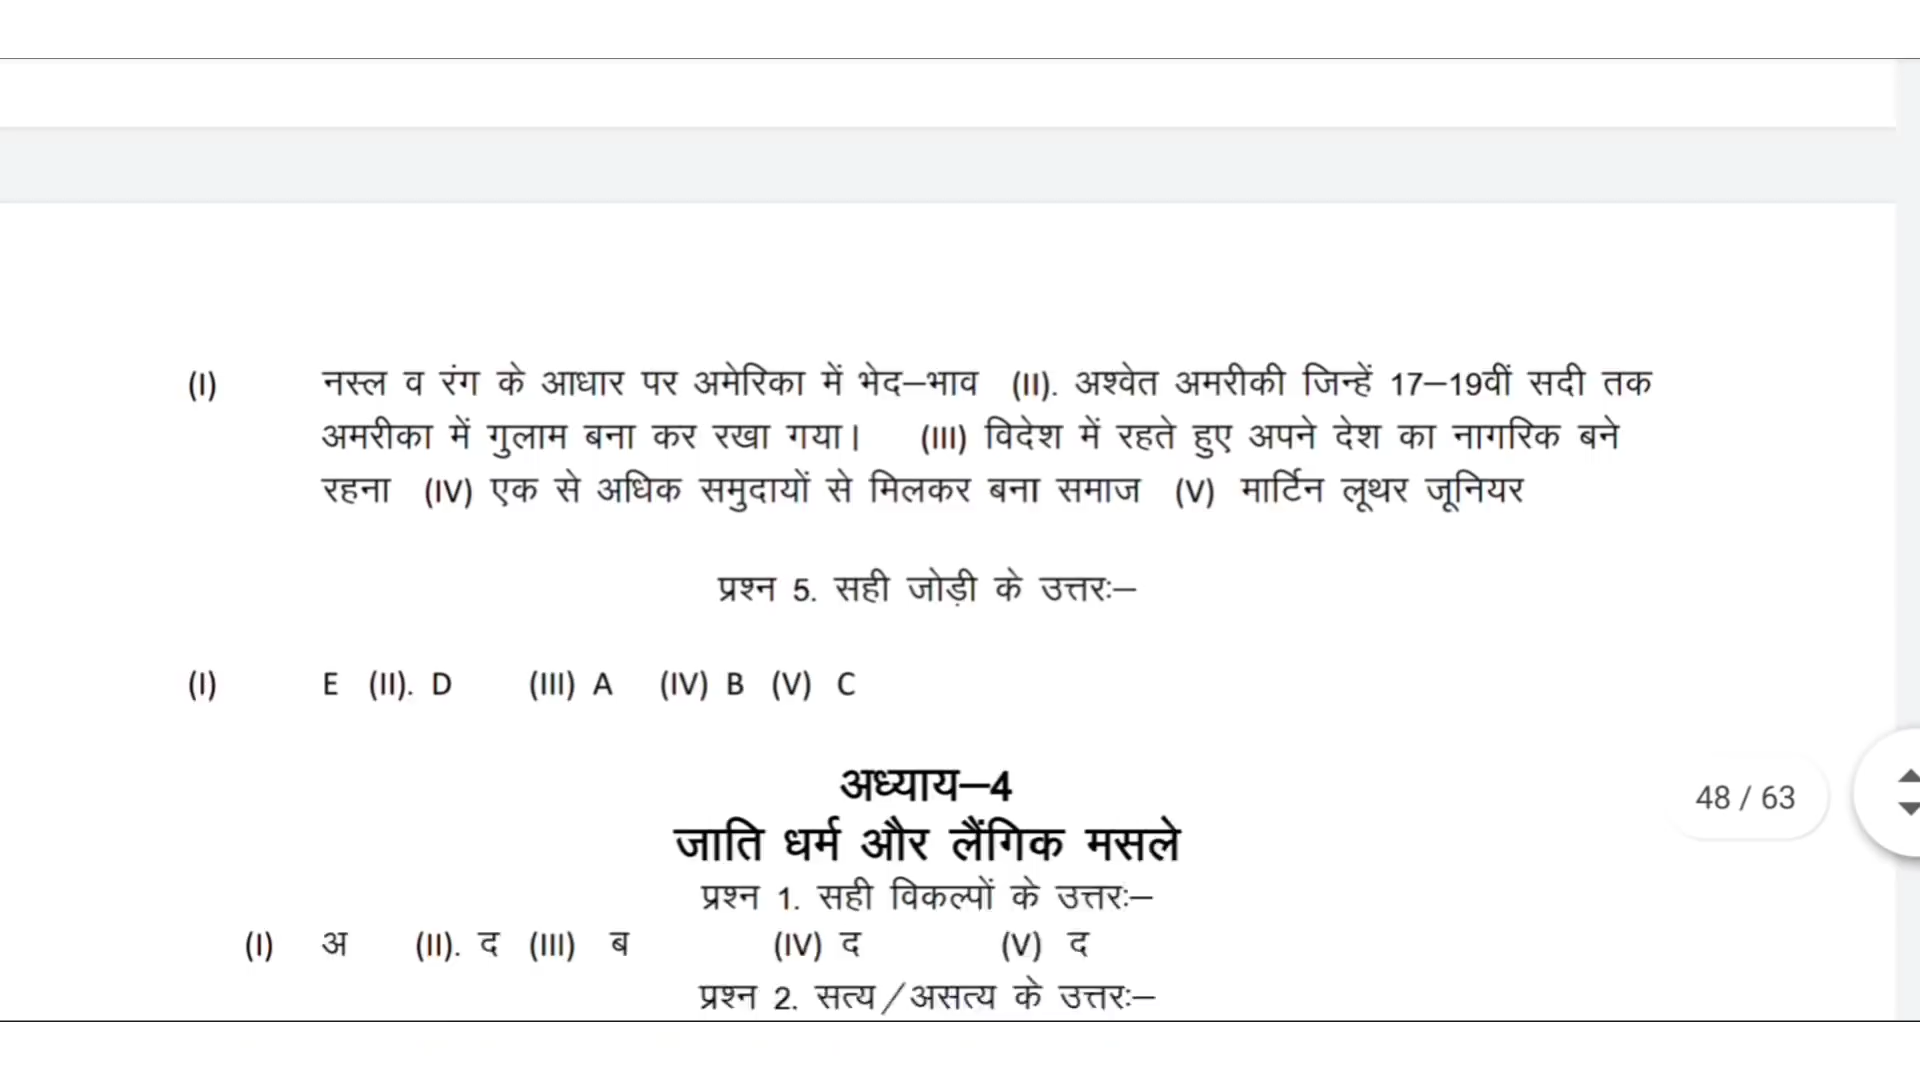 (I) नस्ल व रंग के आधार पर अमेरिका में भेद–भाव (II). अश्वेत अमरीकी जिन्हें 17–19वीं सदी तक
अमरीका में गुलाम बना कर रखा गया। (III) विदेश में रहते हुए अपने देश का नागरिक बने
रहना (IV) एक से अधिक समुदायों से मिलकर बना समाज (V) मार्टिन लूथर जूनियर
प्रश्न 5. सही जोड़ी के उत्तरः–
(I) E (II). D (III) A (IV) B (V) C
अध्याय–4
48 / 63
जाति धर्म और लैंगिक मसले
प्रश्न 1. सही विकल्पों के उत्तरः–
(I) अ (II). द (III) ब (IV) द (V) द
प्रश्न 2. सत्य/असत्य के उत्तरः–